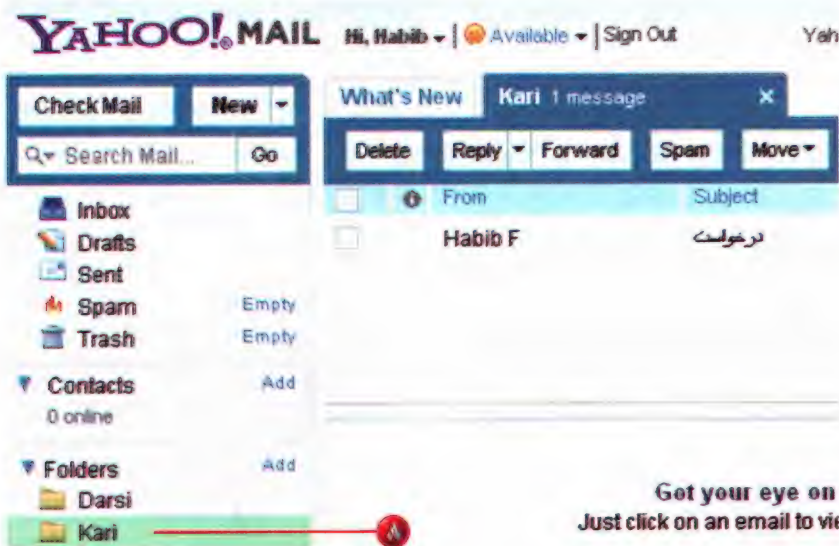 YAHOO!® MAIL Hi, Habib | Available | Sign Out Yah
Check Mail New
Search Mail... Go
What's New Kari 1 message ×
Delete Reply Forward Spam Move
From Subject
Habib F درخواست
Inbox
Drafts
Sent
Spam Empty
Trash Empty
Contacts Add
0 online
Folders Add
Darsi
Kari
Got your eye on
Just click on an email to vie